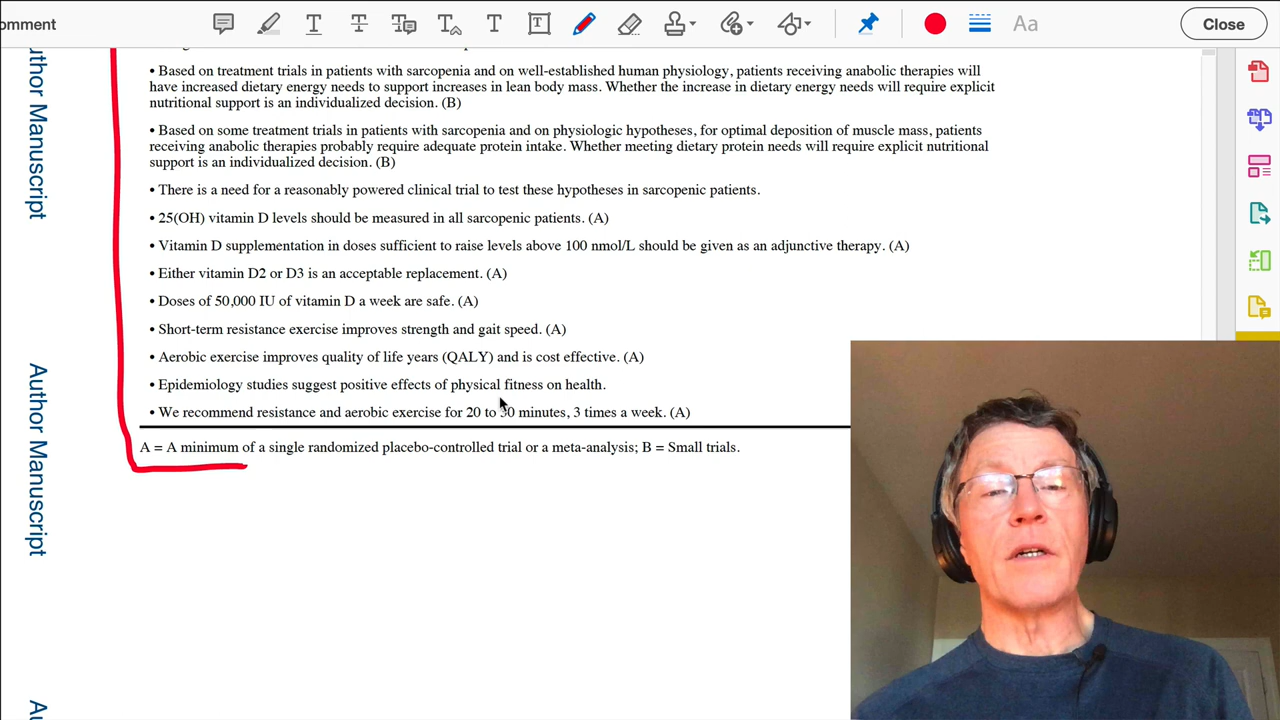 omment
T T T T T T
Aa
Close
• Based on treatment trials in patients with sarcopenia and on well-established human physiology, patients receiving anabolic therapies will
have increased dietary energy needs to support increases in lean body mass. Whether the increase in dietary energy needs will require explicit
nutritional support is an individualized decision. (B)
• Based on some treatment trials in patients with sarcopenia and on physiologic hypotheses, for optimal deposition of muscle mass, patients
receiving anabolic therapies probably require adequate protein intake. Whether meeting dietary protein needs will require explicit nutritional
support is an individualized decision. (B)
• There is a need for a reasonably powered clinical trial to test these hypotheses in sarcopenic patients.
• 25(OH) vitamin D levels should be measured in all sarcopenic patients. (A)
• Vitamin D supplementation in doses sufficient to raise levels above 100 nmol/L should be given as an adjunctive therapy. (A)
• Either vitamin D2 or D3 is an acceptable replacement. (A)
• Doses of 50,000 IU of vitamin D a week are safe. (A)
• Short-term resistance exercise improves strength and gait speed. (A)
• Aerobic exercise improves quality of life years (QALY) and is cost effective. (A)
• Epidemiology studies suggest positive effects of physical fitness on health.
• We recommend resistance and aerobic exercise for 20 to 30 minutes, 3 times a week. (A)
A = A minimum of a single randomized placebo-controlled trial or a meta-analysis; B = Small trials.
uthor Manuscript
Author Manuscript
A